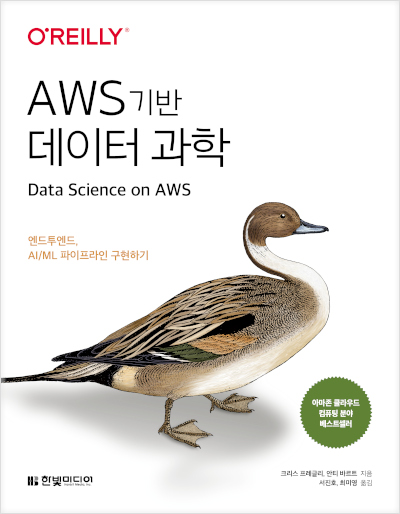 O'REILLY®
AWS 기반
데이터 과학
Data Science on AWS
엔드투엔드,
AI/ML 파이프라인 구현하기
아마존 클라우드
컴퓨팅 분야
베스트셀러
크리스 프레글리, 안티 바르트 지음
서진호, 최미영 옮김
한빛미디어
Hanbit Media, Inc.